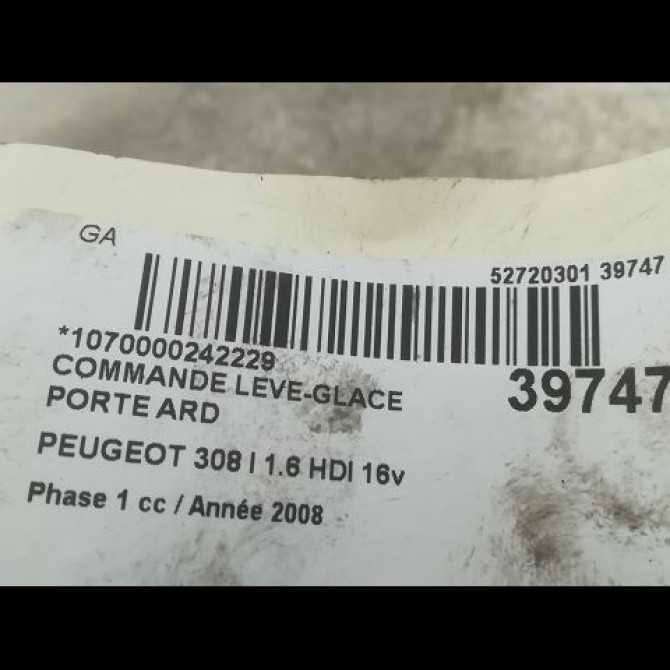 GA
52720301 39747
*1070000242229
39747
COMMANDE LEVE-GLACE
PORTE ARD
PEUGEOT 308 I 1.6 HDI 16v
Phase 1 cc / Année 2008